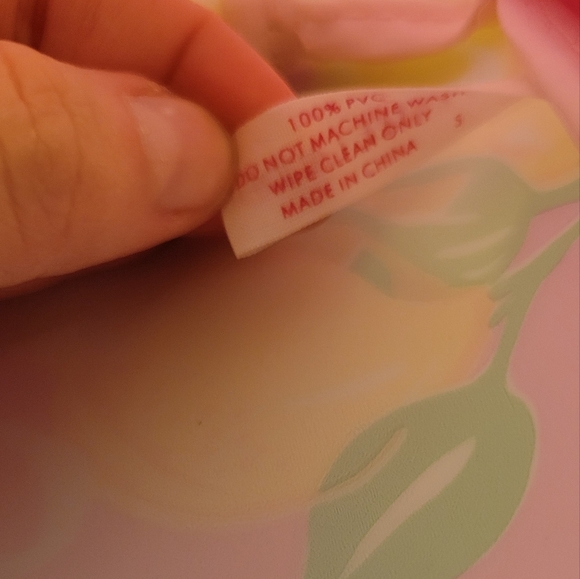 100% PVC
DO NOT MACHINE WASH
WIPE CLEAN ONLY
MADE IN CHINA
S